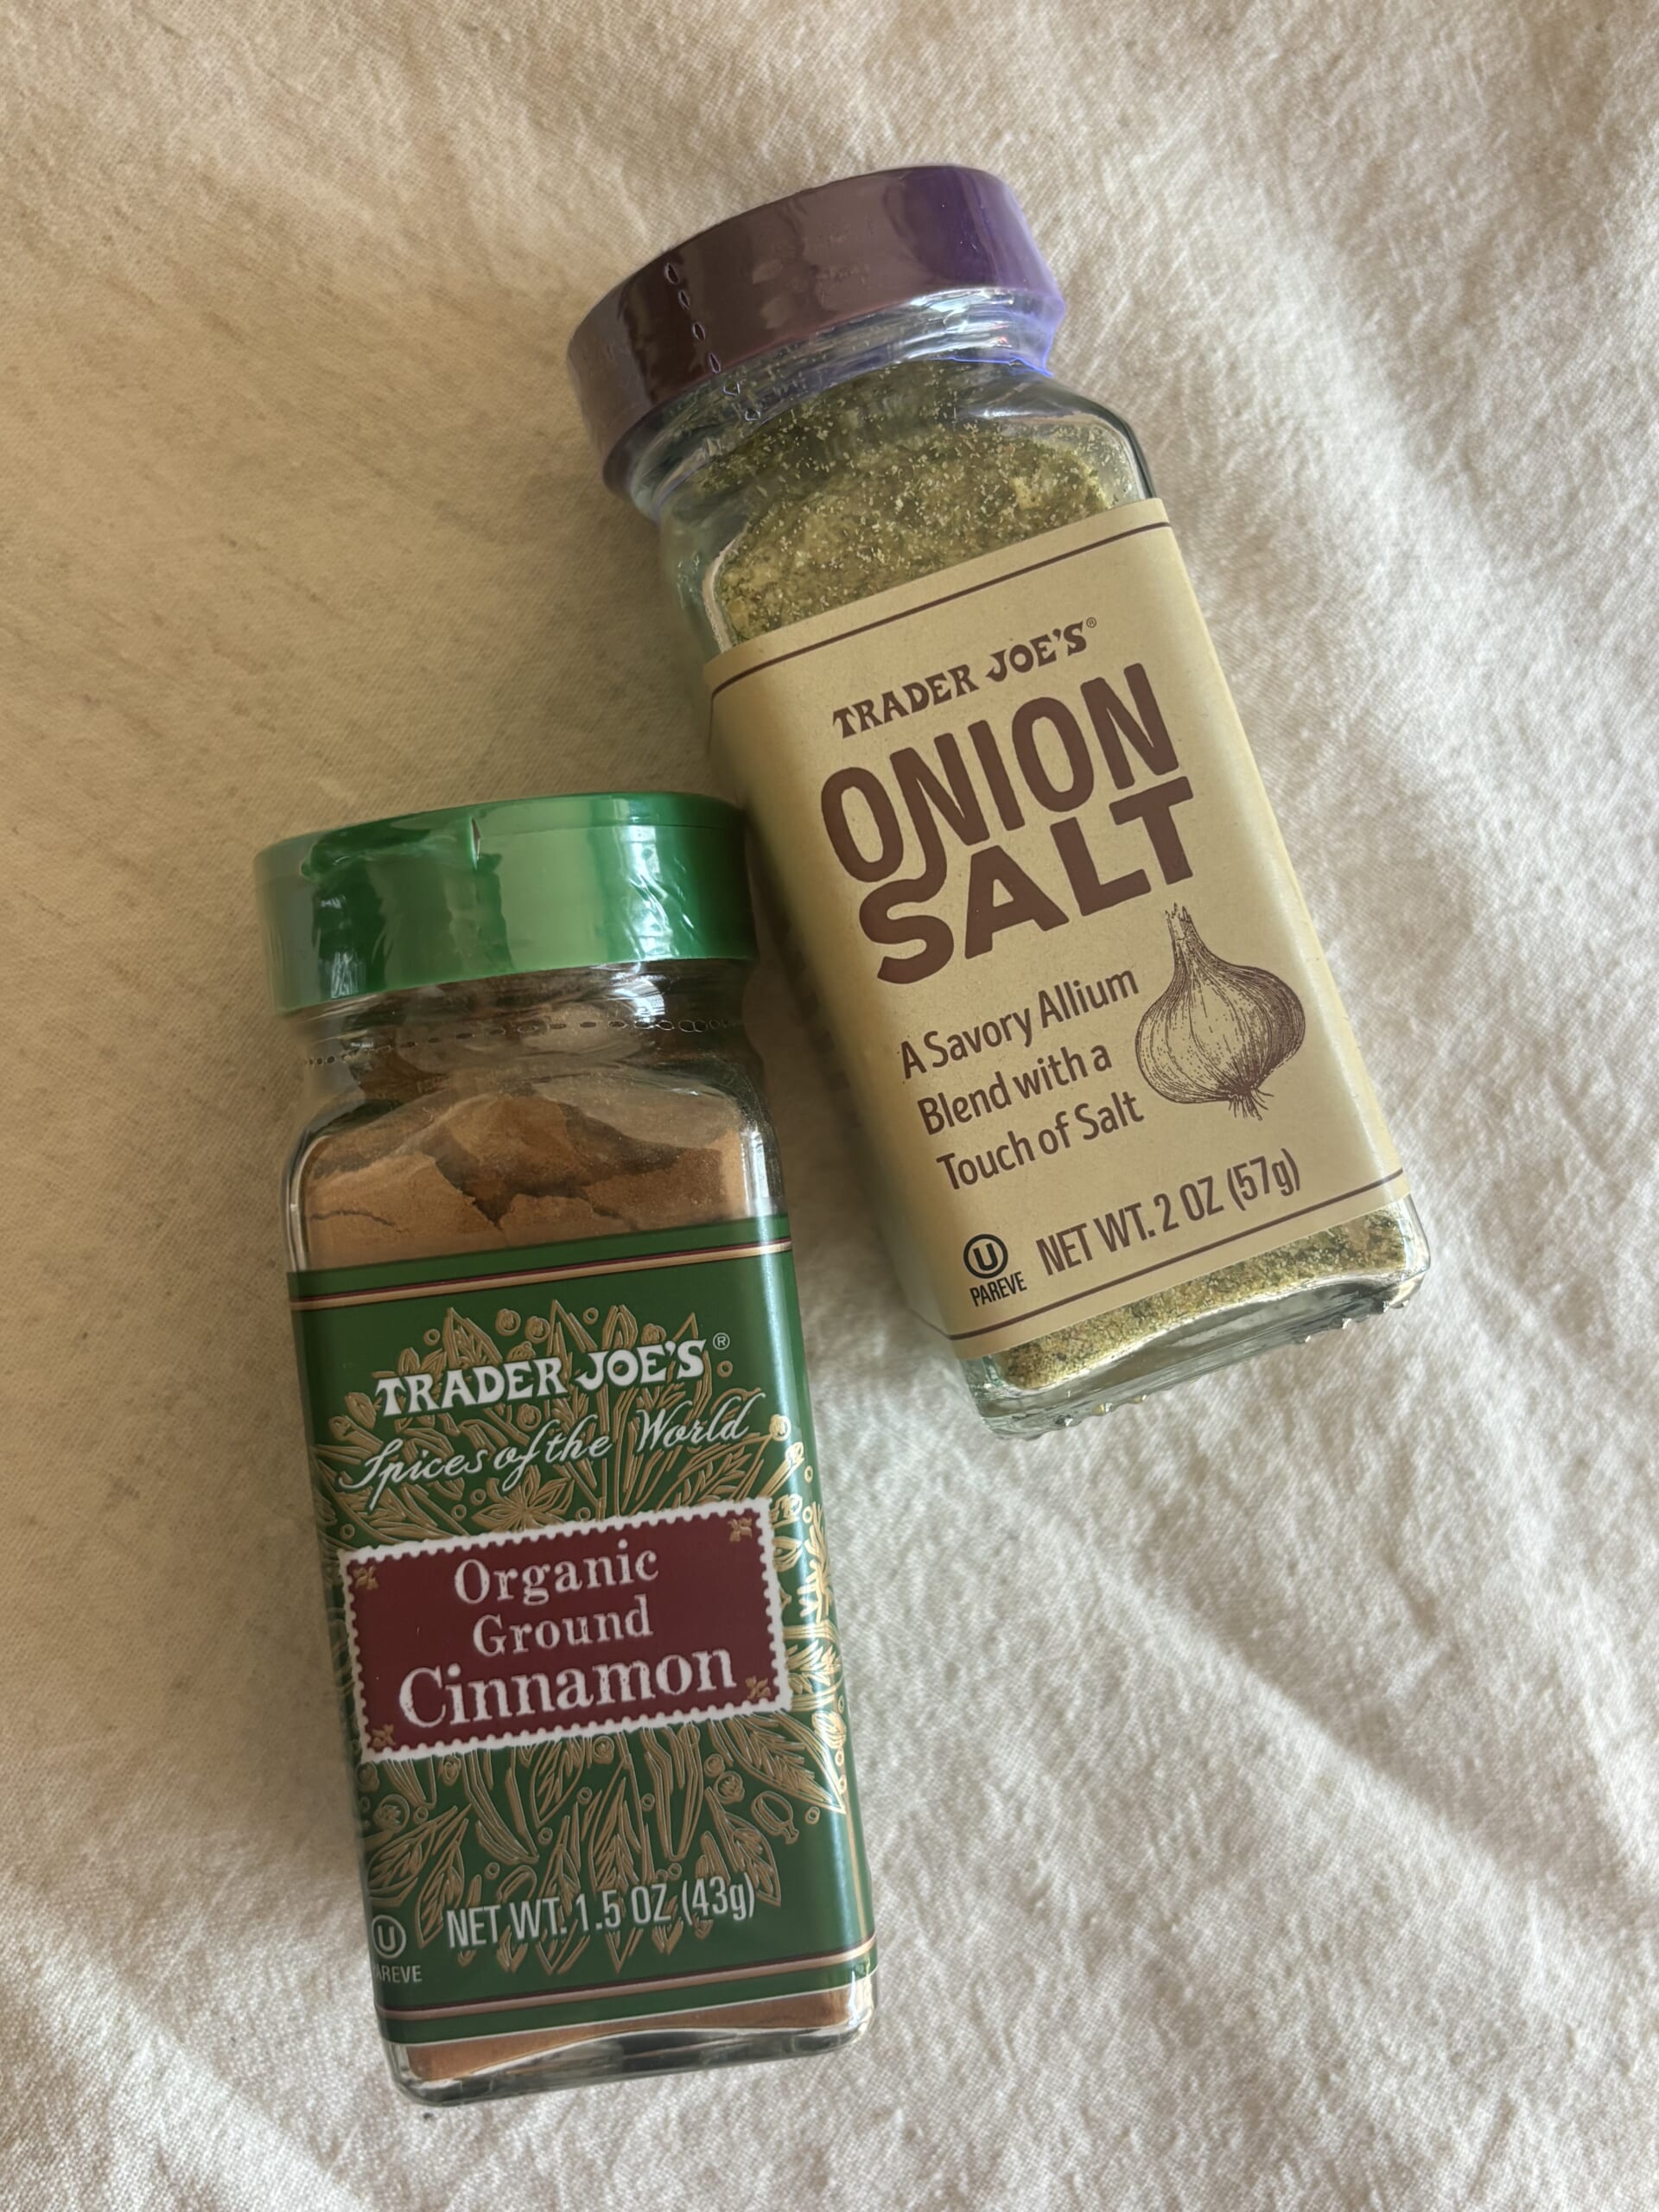 TRADER JOE'S®
ONION
SALT
A Savory Allium
Blend with a
Touch of Salt
U
PAREVE
NET WT. 2 OZ (57g)
TRADER JOE'S®
Spices of the World
Organic
Ground
Cinnamon
NET WT. 1.5 OZ (43g)
U
PAREVE